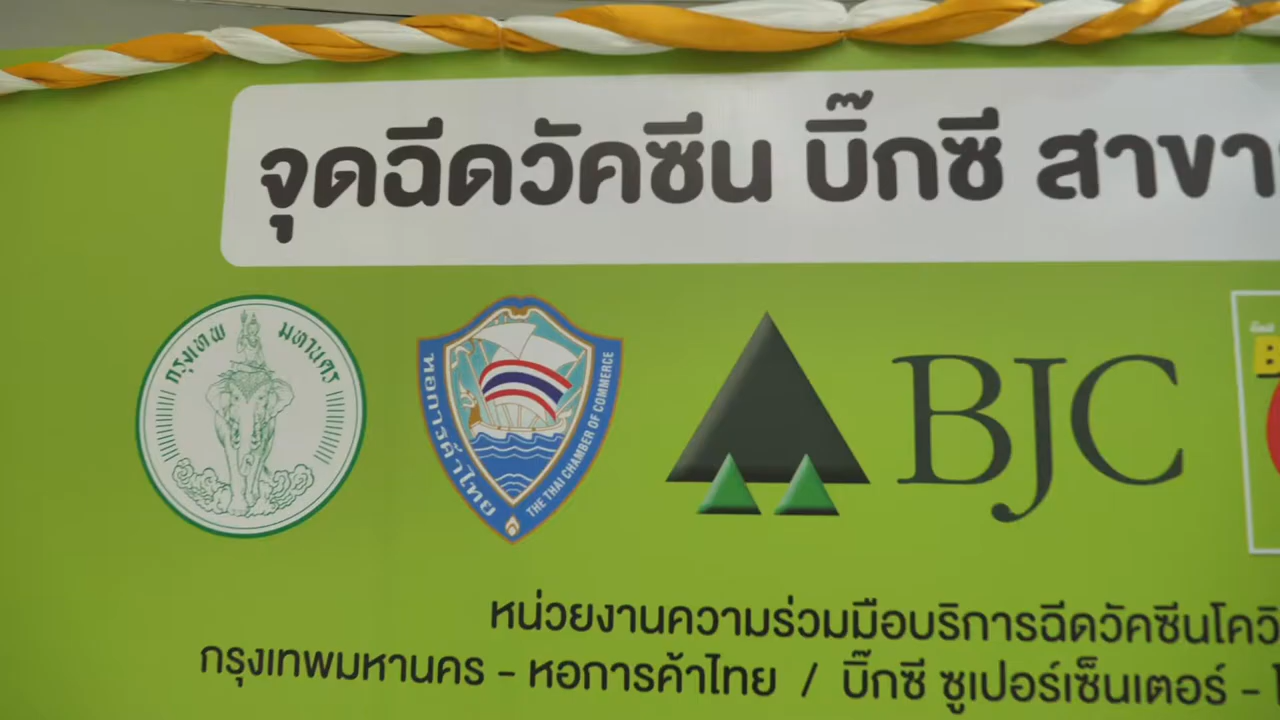 จุดฉีดวัคซีน บิ๊กซี สาขา
กรุงเทพ มหานคร
หอการค้าไทย
THE THAI CHAMBER OF COMMERCE
BJC
หน่วยงานความร่วมมือบริการฉีดวัคซีนโควิ
กรุงเทพมหานคร - หอการค้าไทย / บิ๊กซี ซูเปอร์เซ็นเตอร์ -